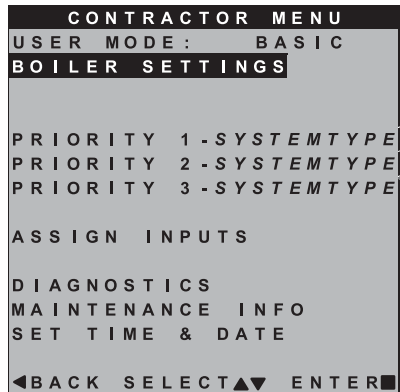 CONTRACTOR MENU
USER MODE: BASIC
BOILER SETTINGS
PRIORITY 1-SYSTEMTYPE
PRIORITY 2-SYSTEMTYPE
PRIORITY 3-SYSTEMTYPE
ASSIGN INPUTS
DIAGNOSTICS
MAINTENANCE INFO
SET TIME & DATE
◀BACK SELECT▲▼ ENTER■